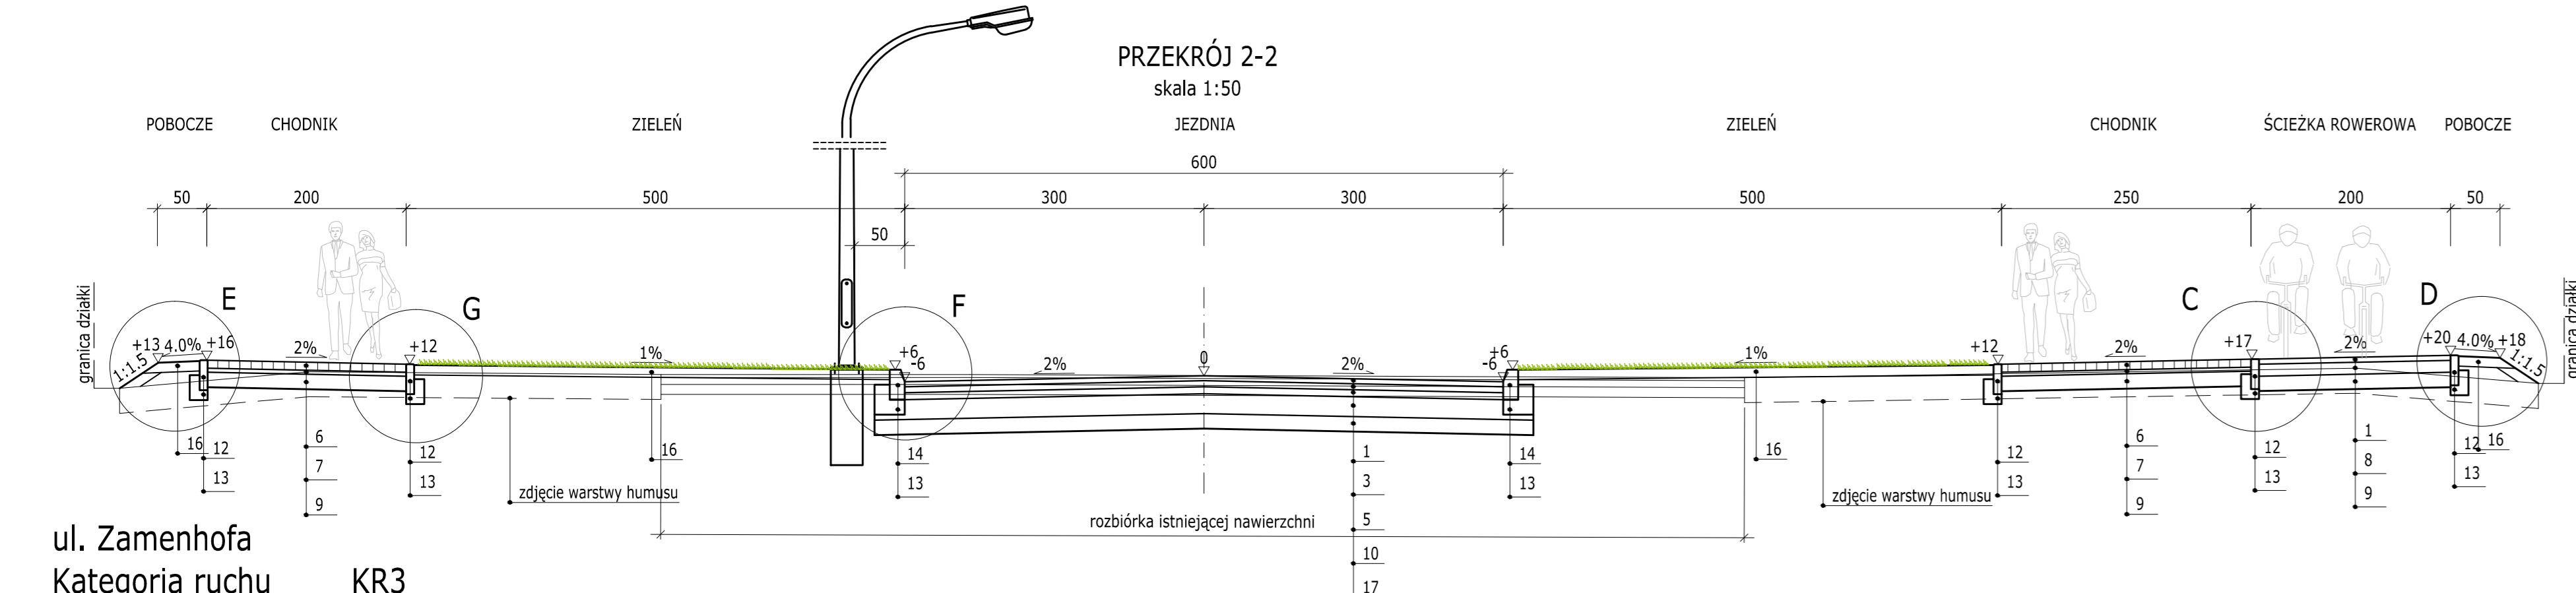 PRZEKRÓJ 2-2
skala 1:50
POBOCZE CHODNIK ZIELEŃ JEZDNIA ZIELEŃ CHODNIK ŚCIEŻKA ROWEROWA POBOCZE
600
50 200 500 300 300 500 250 200 50
50
granica działki
E G F C D
granica działki
1:1.5 +13 4.0% +16 2% +12 1% +6 -6 2% 0 2% +6 -6 1% +12 2% +17 2% +20 4.0% +18 1:1.5
16 12 6 12 16 14 1 14 16 12 6 12 1 12 16
13 7 13 13 3 13 13 7 13 8 13
9 5 9 9
10
17
zdjęcie warstwy humusu
zdjęcie warstwy humusu
rozbiórka istniejącej nawierzchni
ul. Zamenhofa
Kategoria ruchu KR3